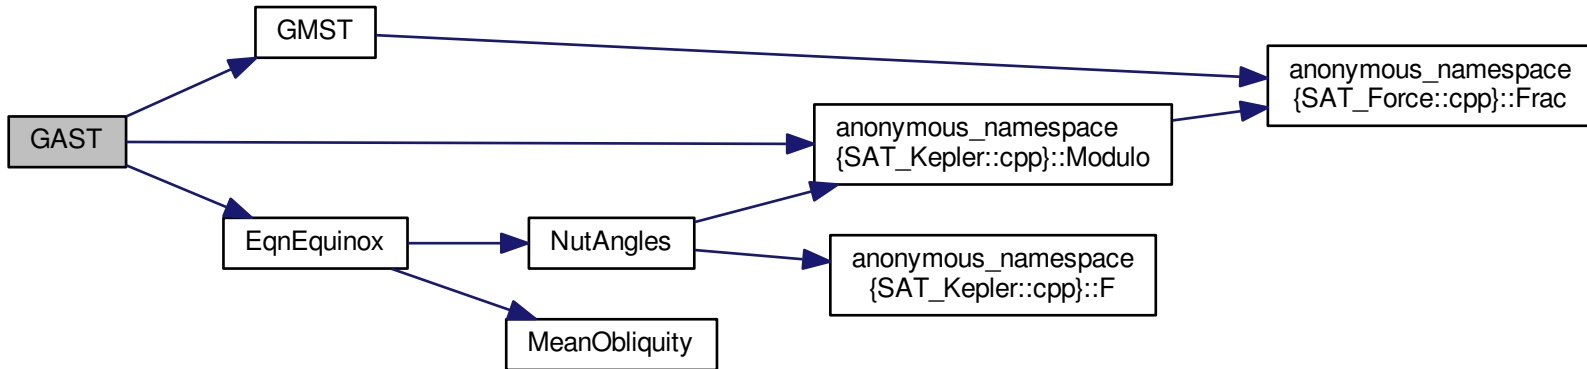 GMST
anonymous_namespace
{SAT_Force::cpp}::Frac
GAST
anonymous_namespace
{SAT_Kepler::cpp}::Modulo
EqnEquinox
NutAngles
anonymous_namespace
{SAT_Kepler::cpp}::F
MeanObliquity